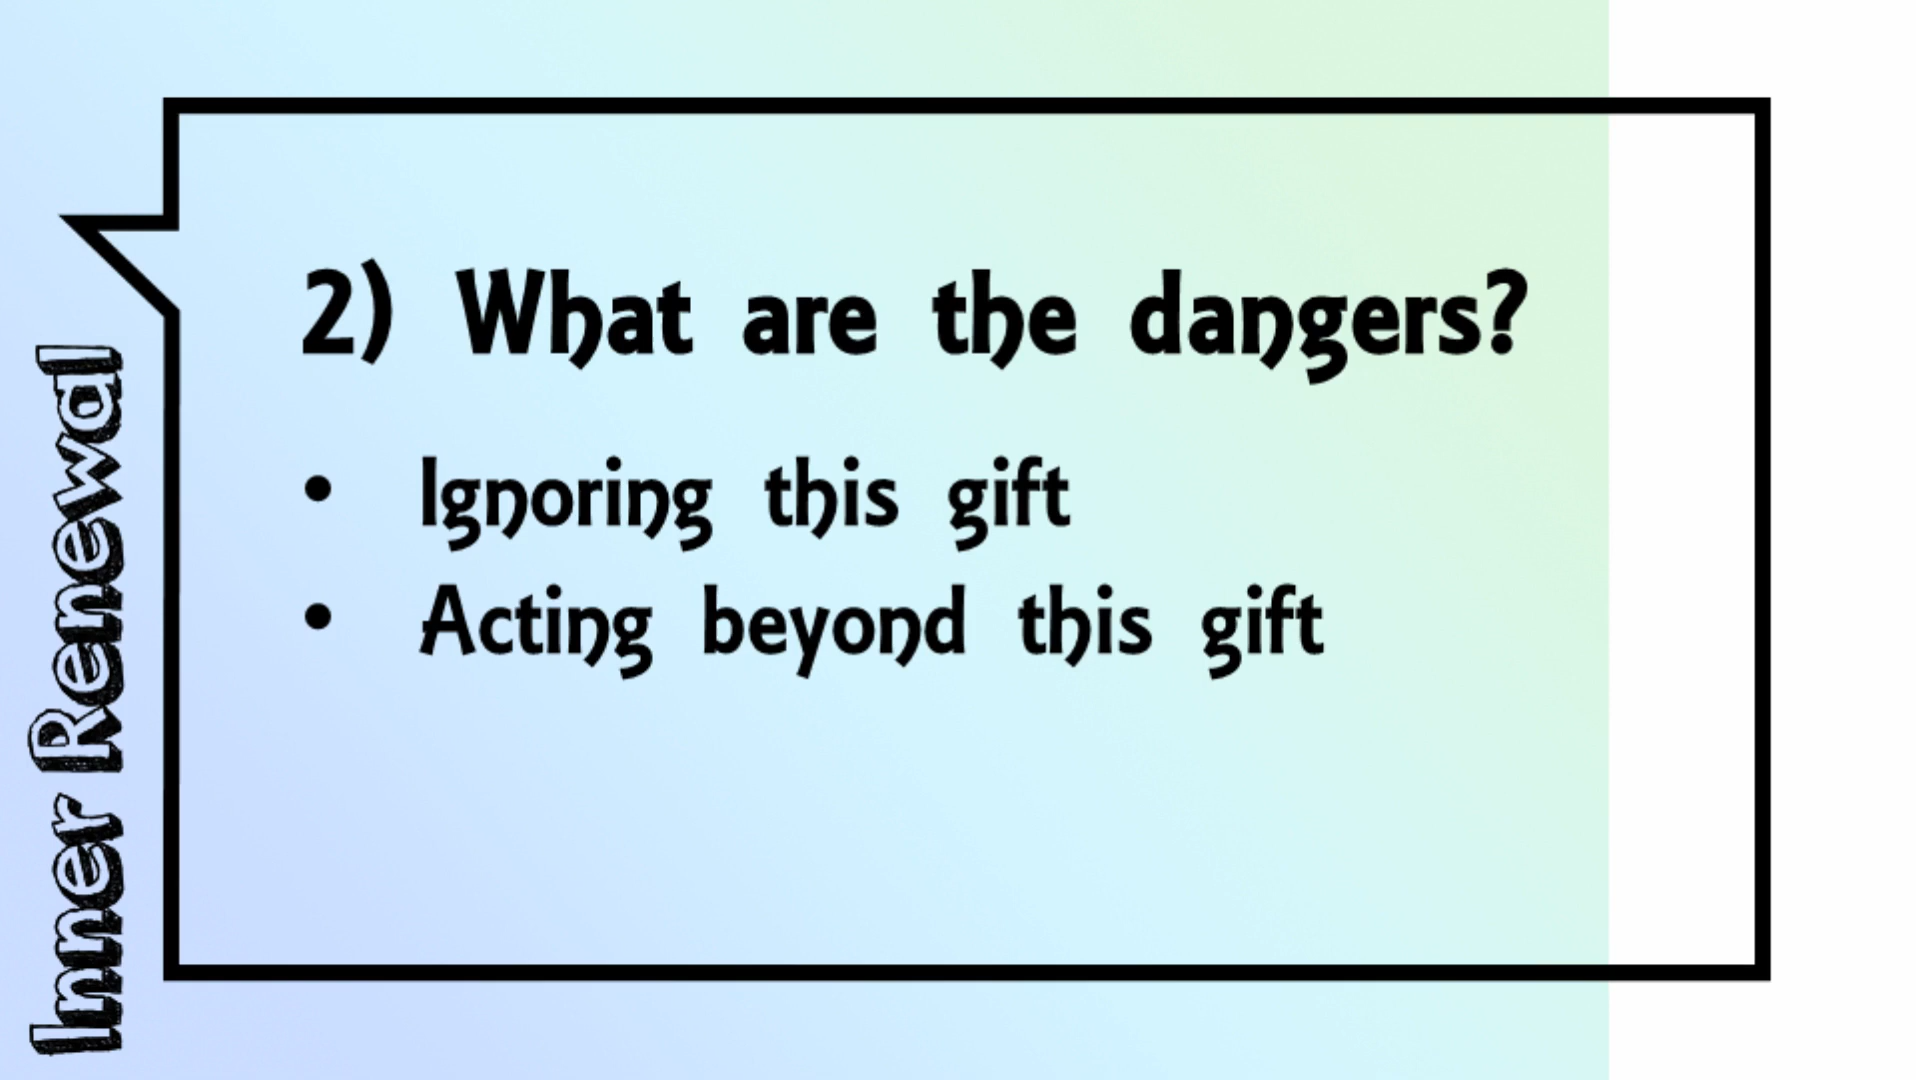 Inner Renewal
2) What are the dangers?
• Ignoring this gift
• Acting beyond this gift